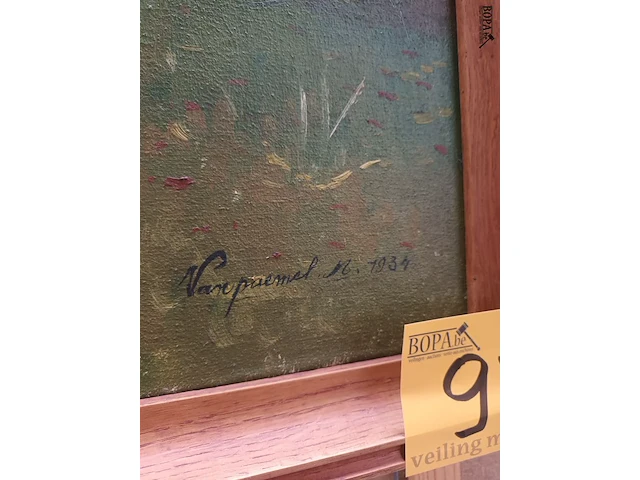 BOPA.be
Vanpaemel. M. 1934
BOPA.be
9
veiling